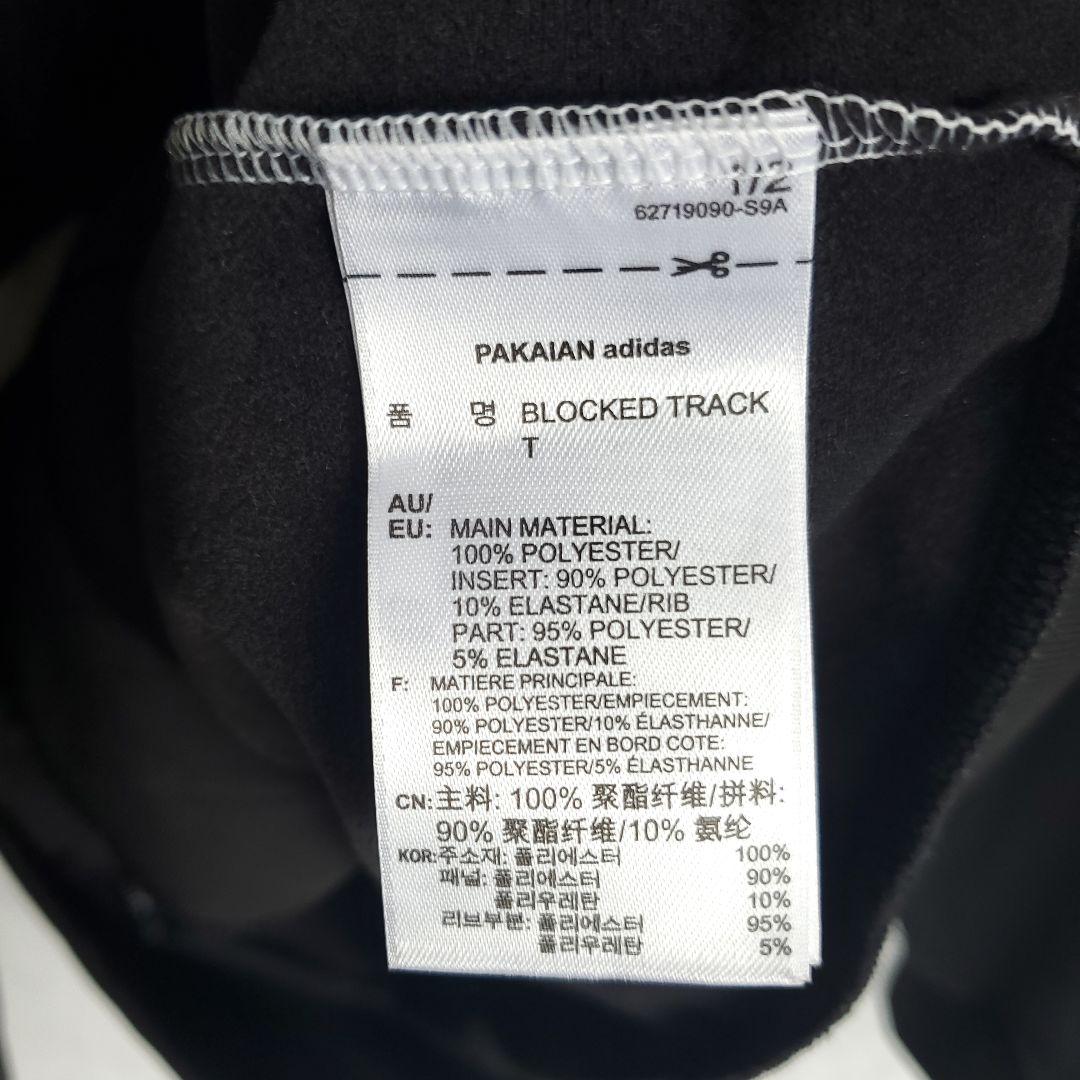 1/2
62719090-S9A
PAKAIAN adidas
품 명 BLOCKED TRACK
T
AU/
EU: MAIN MATERIAL:
100% POLYESTER/
INSERT: 90% POLYESTER/
10% ELASTANE/RIB
PART: 95% POLYESTER/
5% ELASTANE
F: MATIERE PRINCIPALE:
100% POLYESTER/EMPIECEMENT:
90% POLYESTER/10% ÉLASTHANNE/
EMPIECEMENT EN BORD COTE:
95% POLYESTER/5% ÉLASTHANNE
CN: 主料: 100% 聚酯纤维/拼料:
90% 聚酯纤维/10% 氨纶
KOR: 주소재: 폴리에스터 100%
패널: 폴리에스터 90%
폴리우레탄 10%
리브부분: 폴리에스터 95%
폴리우레탄 5%